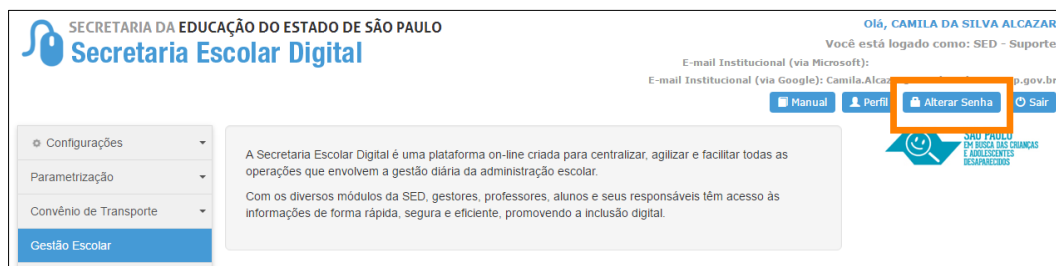 SECRETARIA DA EDUCAÇÃO DO ESTADO DE SÃO PAULO
Secretaria Escolar Digital
Olá, CAMILA DA SILVA ALCAZAR
Você está logado como: SED - Suporte
E-mail Institucional (via Microsoft):
E-mail Institucional (via Google):
Manual
Perfil
Alterar Senha
Sair
Configurações
Parametrização
Convênio de Transporte
Gestão Escolar
A Secretaria Escolar Digital é uma plataforma on-line criada para centralizar, agilizar e facilitar todas as
operações que envolvem a gestão diária da administração escolar.
Com os diversos módulos da SED, gestores, professores, alunos e seus responsáveis têm acesso às
informações de forma rápida, segura e eficiente, promovendo a inclusão digital.
SÃO PAULO
EM BUSCA DAS CRIANÇAS
E ADOLESCENTES
DESAPARECIDOS